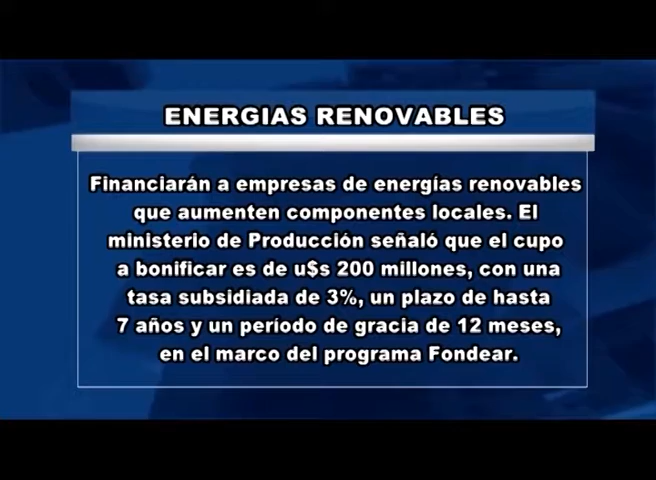 ENERGIAS RENOVABLES
Financiarán a empresas de energías renovables
que aumenten componentes locales. El
ministerio de Producción señaló que el cupo
a bonificar es de u$s 200 millones, con una
tasa subsidiada de 3%, un plazo de hasta
7 años y un período de gracia de 12 meses,
en el marco del programa Fondear.